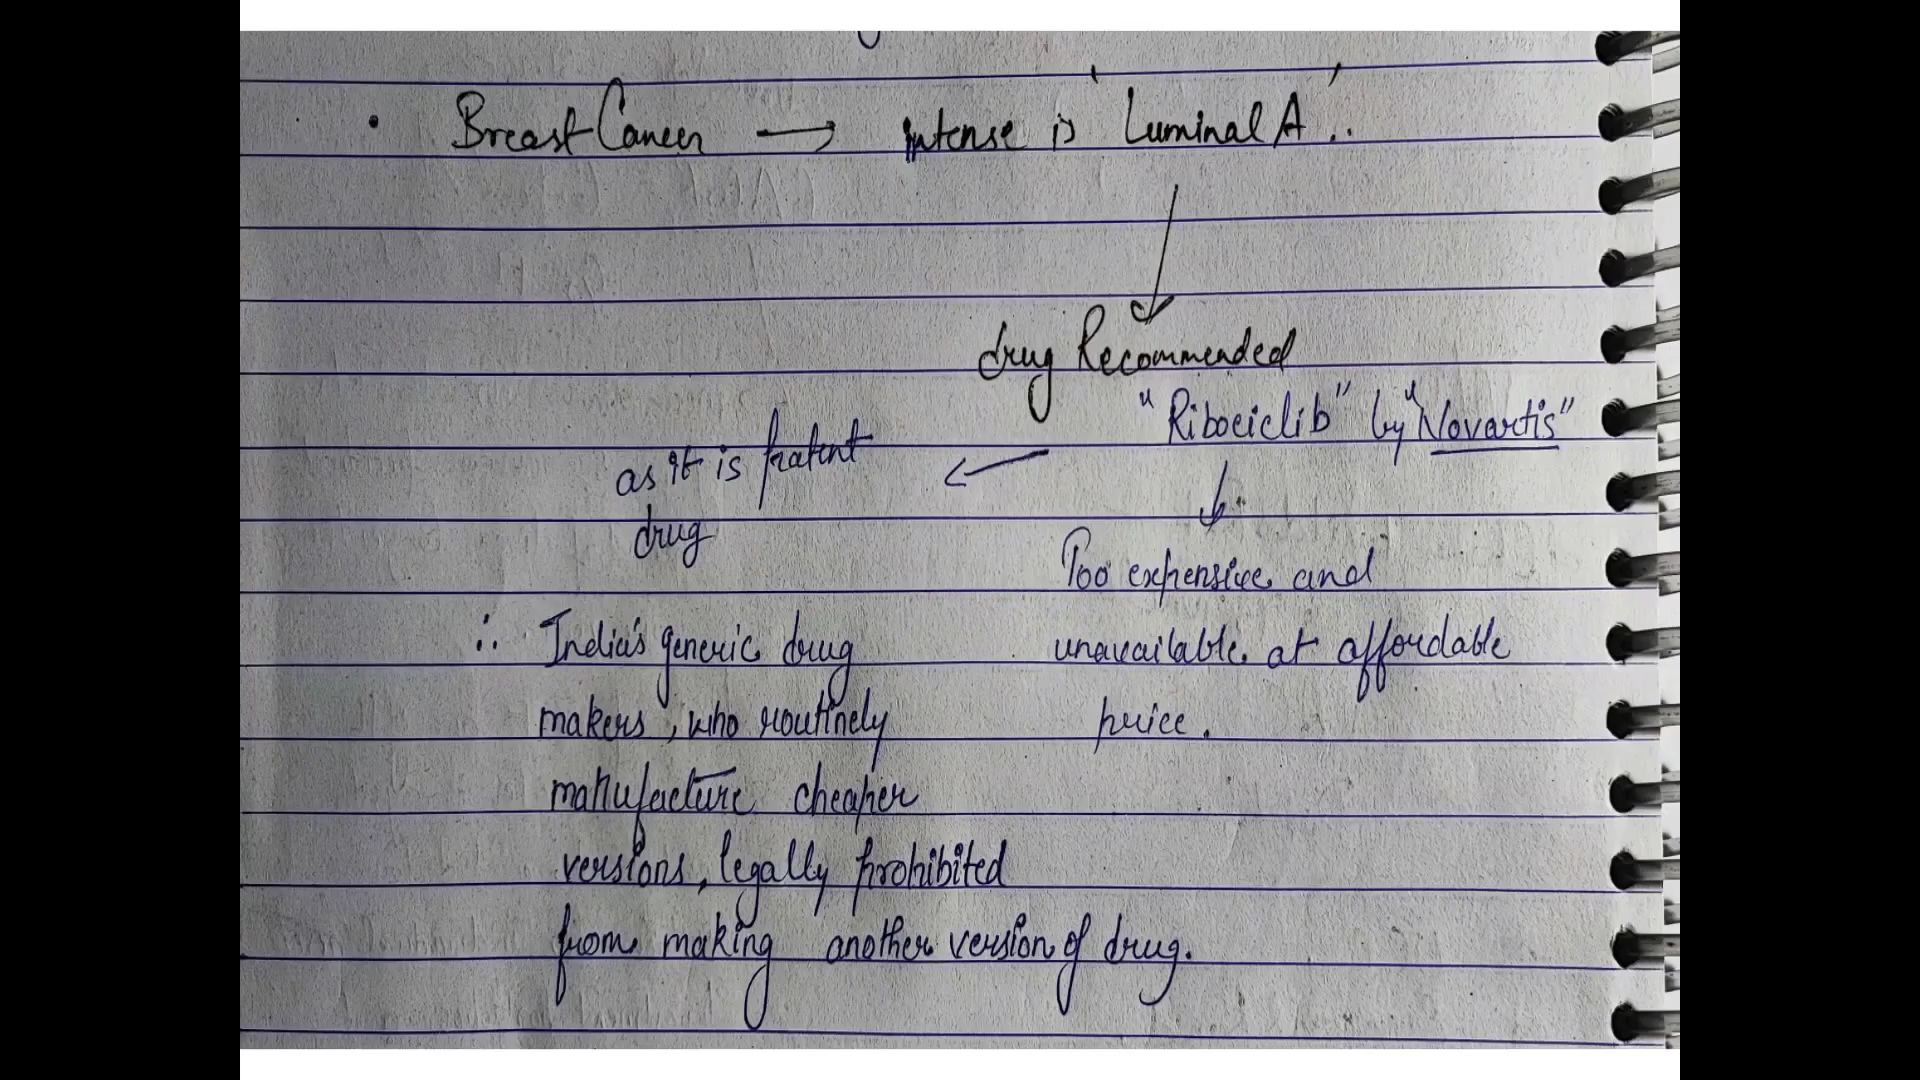 • Breast Cancer → intense is 'Luminal A'..
drug Recommended
"Ribociclib" by "Novartis"
as it is patent
drug
Too expensive and
unavailable at affordable
price.
∴ India's generic drug
makers, who routinely
manufacture cheaper
versions, legally prohibited
from making another version of drug.